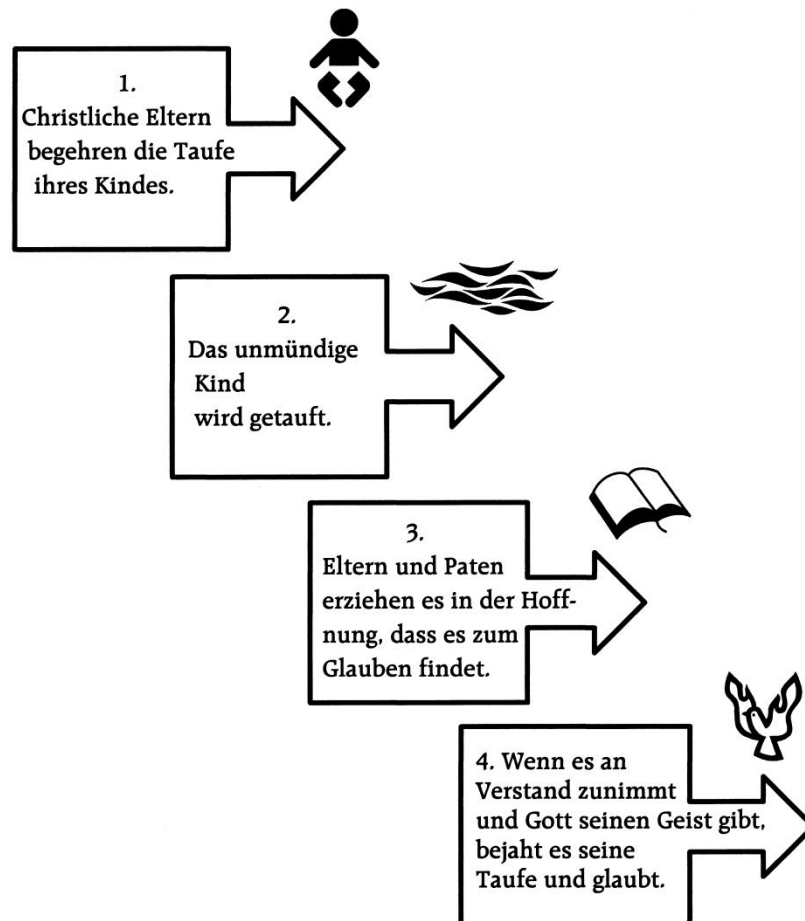 1.
Christliche Eltern
begehren die Taufe
ihres Kindes.
2.
Das unmündige
Kind
wird getauft.
3.
Eltern und Paten
erziehen es in der Hoff-
nung, dass es zum
Glauben findet.
4. Wenn es an
Verstand zunimmt
und Gott seinen Geist gibt,
bejaht es seine
Taufe und glaubt.